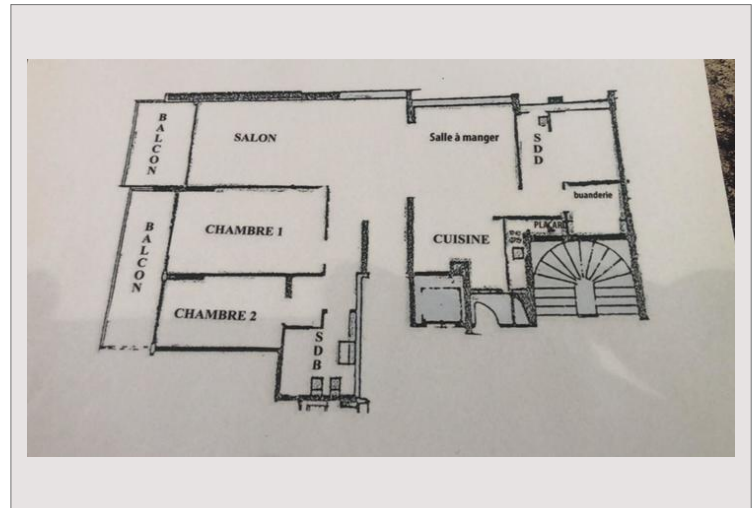 BALCON
SALON
Salle à manger
SDD
buanderie
BALCON
CHAMBRE 1
CUISINE
PLACARD
CHAMBRE 2
SDB